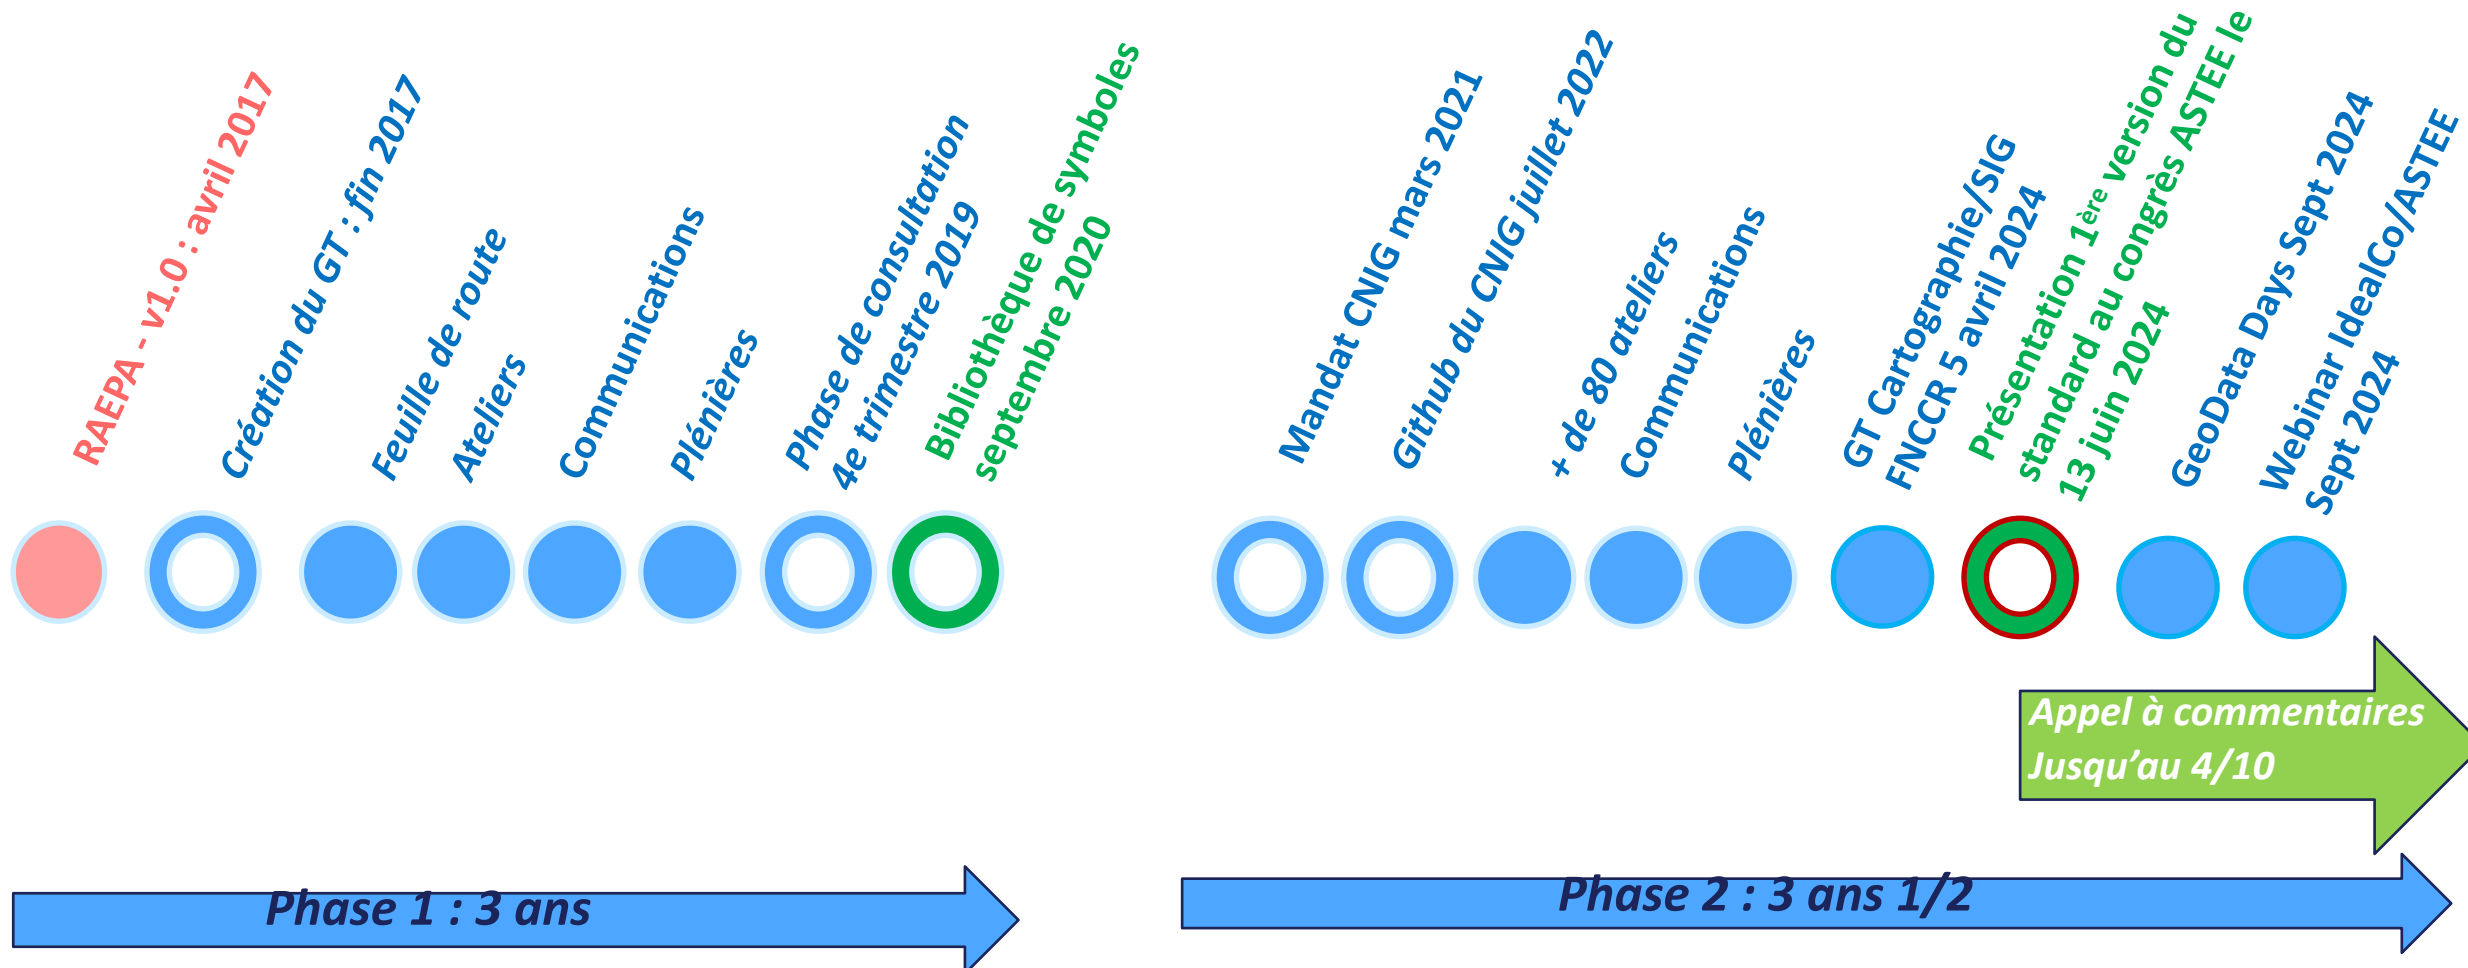 RAEPA - v1.0 : avril 2017
Création du GT : fin 2017
Feuille de route
Ateliers
Communications
Plénières
Phase de consultation
4e trimestre 2019
Bibliothèque de symboles
septembre 2020
Mandat CNIG mars 2021
Github du CNIG juillet 2022
+ de 80 ateliers
Communications
Plénières
GT Cartographie/SIG
FNCCR 5 avril 2024
Présentation 1ère version du
standard au congrès ASTEE le
13 juin 2024
GeoData Days Sept 2024
Webinar IdealCo/ASTEE
Sept 2024
Appel à commentaires
Jusqu’au 4/10
Phase 1 : 3 ans
Phase 2 : 3 ans 1/2